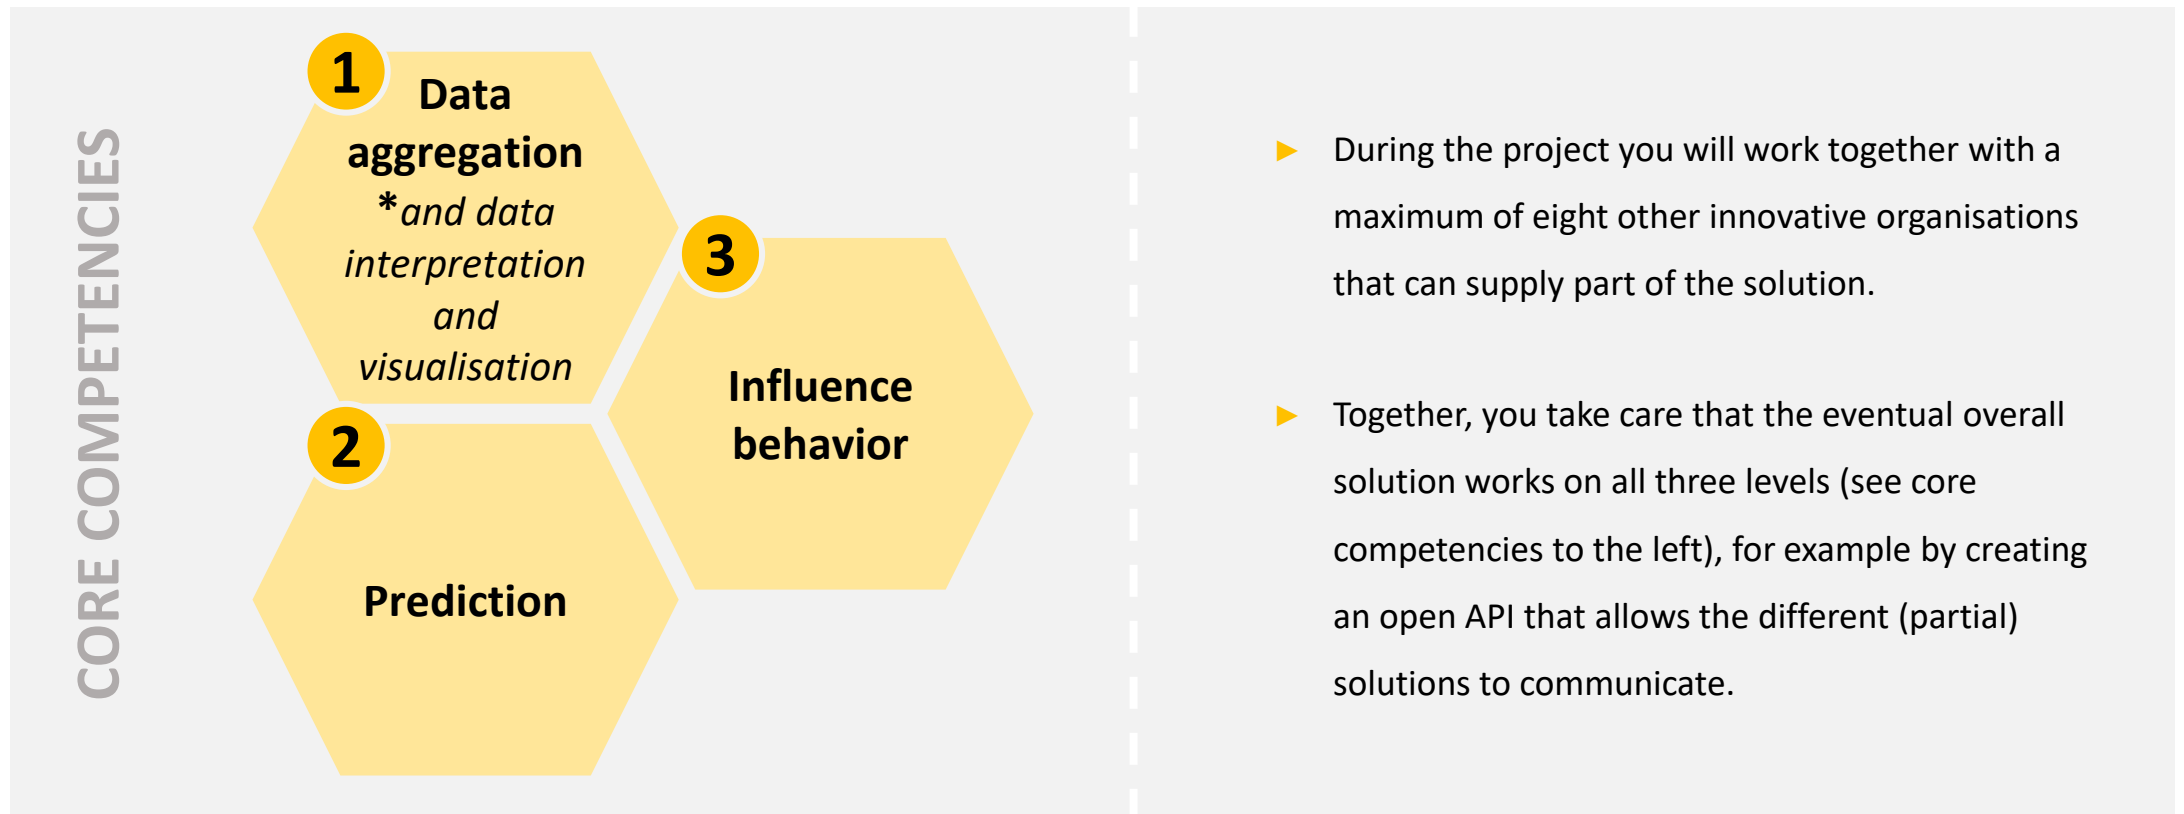 CORE COMPETENCIES
1
Data
aggregation
*and data
interpretation
and
visualisation
2
Prediction
3
Influence
behavior
► During the project you will work together with a
maximum of eight other innovative organisations
that can supply part of the solution.
► Together, you take care that the eventual overall
solution works on all three levels (see core
competencies to the left), for example by creating
an open API that allows the different (partial)
solutions to communicate.